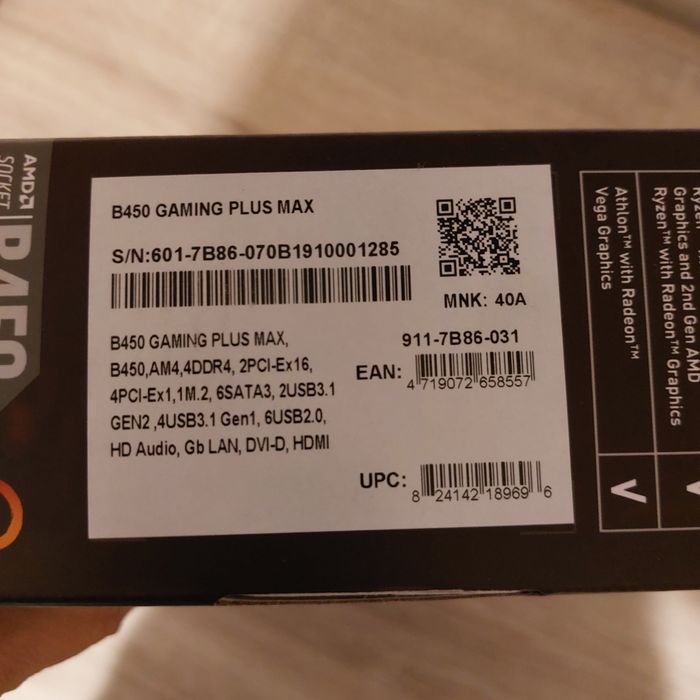 B450 GAMING PLUS MAX
S/N:601-7B86-070B1910001285
MNK: 40A
B450 GAMING PLUS MAX,
B450,AM4,4DDR4, 2PCI-Ex16,
4PCI-Ex1,1M.2, 6SATA3, 2USB3.1
GEN2 ,4USB3.1 Gen1, 6USB2.0,
HD Audio, Gb LAN, DVI-D, HDMI
911-7B86-031
EAN:
4 719072 658557
UPC:
8 24142 18969 6
AMD
SOCKET
B450
Athlon™ with Radeon™
Vega Graphics
Graphics and 2nd Gen AMD
Ryzen™ with Radeon™ Graphics